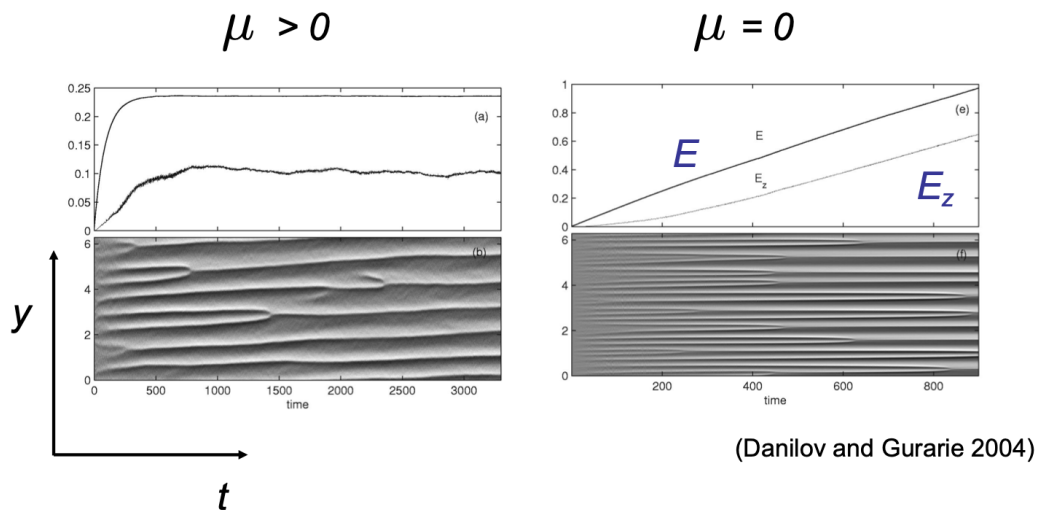 μ > 0
μ = 0
0.25
0.2
0.15
0.1
0.05
0
(a)
6
4
2
0
(b)
0 500 1000 1500 2000 2500 3000
time
1
0.8
0.6
0.4
0.2
0
(e)
E
E
E_z
E_z
6
4
2
0
(f)
200 400 600 800
time
y
t
(Danilov and Gurarie 2004)